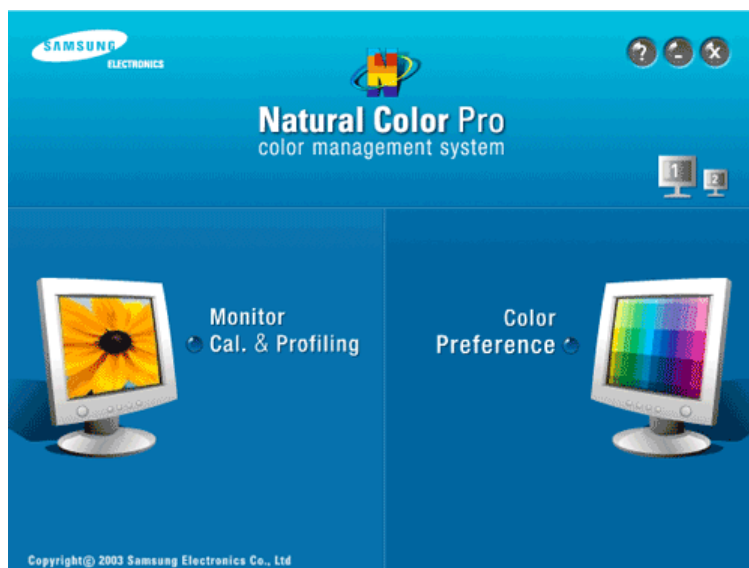 SAMSUNG
ELECTRONICS
? - x
N
Natural Color Pro
color management system
1 2
Monitor
Cal. & Profiling
Color
Preference
Copyright© 2003 Samsung Electronics Co., Ltd